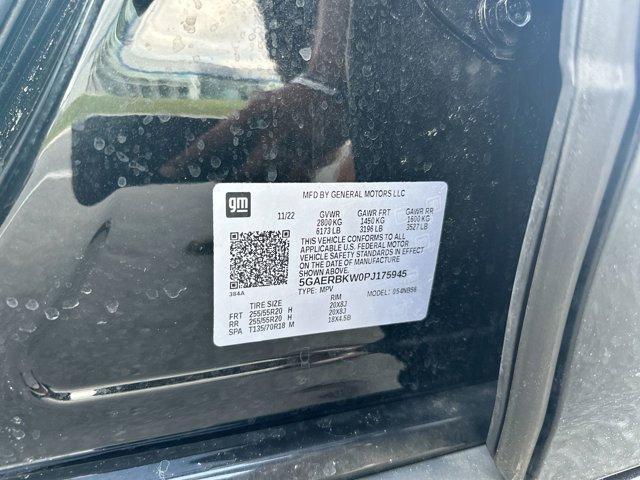 gm
MFD BY GENERAL MOTORS LLC
11/22 GVWR GAWR FRT GAWR RR
2800 KG 1450 KG 1600 KG
6173 LB 3196 LB 3527 LB
THIS VEHICLE CONFORMS TO ALL
APPLICABLE U.S. FEDERAL MOTOR
VEHICLE SAFETY STANDARDS IN EFFECT
ON THE DATE OF MANUFACTURE
SHOWN ABOVE.
5GAERBKW0PJ175945
384A TYPE: MPV MODEL: 0S4NB56
TIRE SIZE RIM
FRT 255/55R20 H 20X8J
RR 255/55R20 H 20X8J
SPA T135/70R18 M 18X4.5B